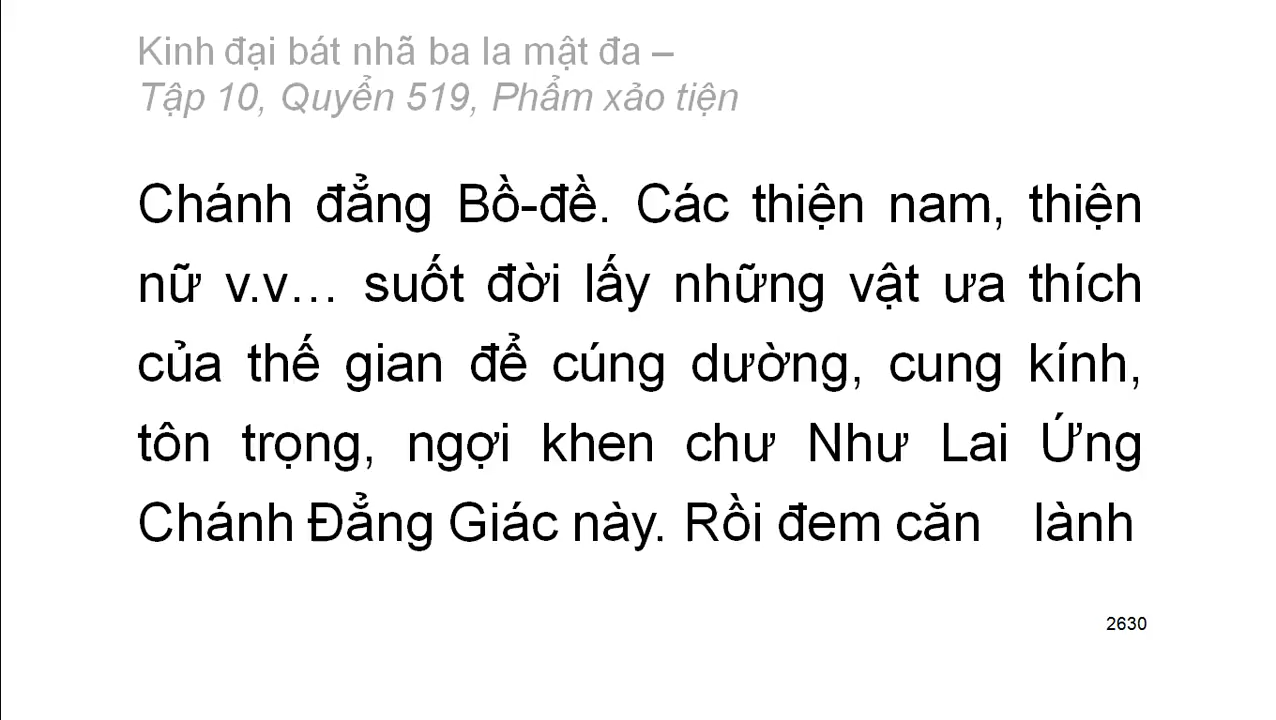 Kinh đại bát nhã ba la mật đa –
Tập 10, Quyển 519, Phẩm xảo tiện
Chánh đẳng Bồ-đề. Các thiện nam, thiện
nữ v.v… suốt đời lấy những vật ưa thích
của thế gian để cúng dường, cung kính,
tôn trọng, ngợi khen chư Như Lai Ứng
Chánh Đẳng Giác này. Rồi đem căn lành
2630